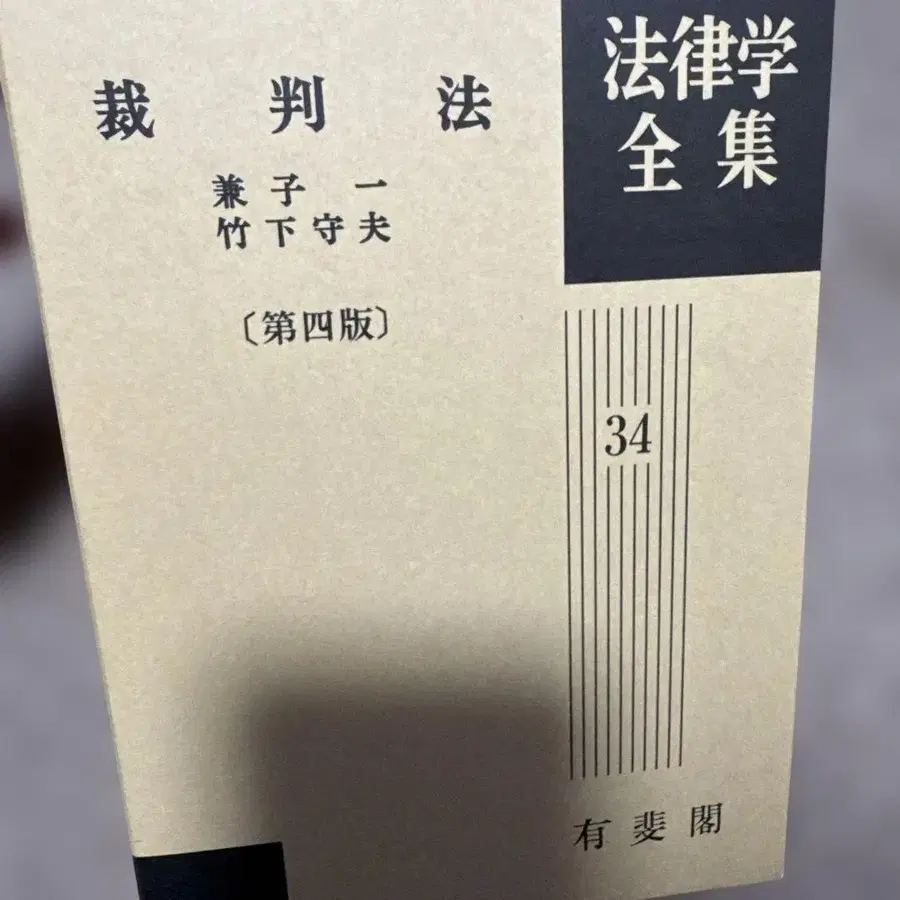 裁判法
兼子一
竹下守夫
〔第四版〕
法律学
全集
34
有斐閣